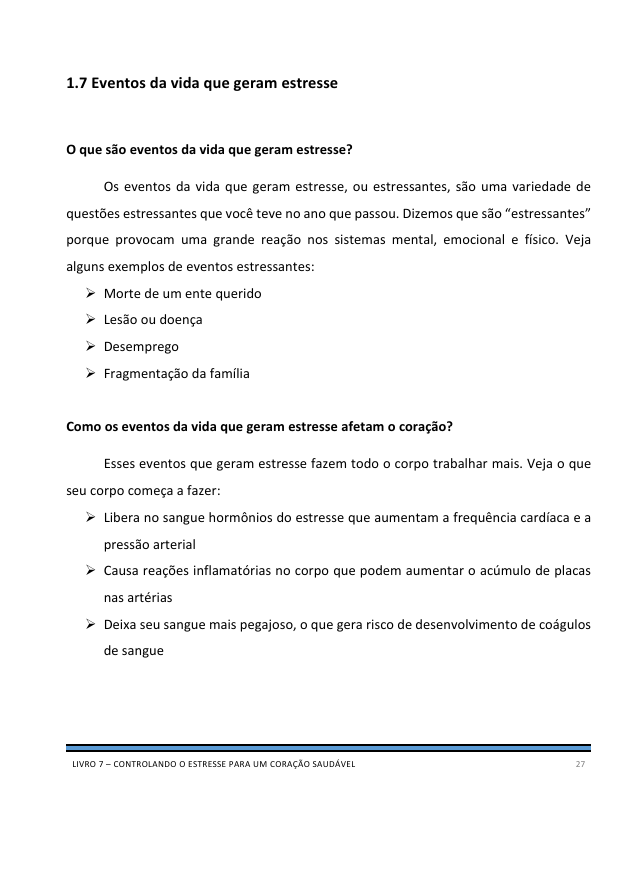 1.7 Eventos da vida que geram estresse
O que são eventos da vida que geram estresse?
Os eventos da vida que geram estresse, ou estressantes, são uma variedade de
questões estressantes que você teve no ano que passou. Dizemos que são “estressantes”
porque provocam uma grande reação nos sistemas mental, emocional e físico. Veja
alguns exemplos de eventos estressantes:
➢ Morte de um ente querido
➢ Lesão ou doença
➢ Desemprego
➢ Fragmentação da família
Como os eventos da vida que geram estresse afetam o coração?
Esses eventos que geram estresse fazem todo o corpo trabalhar mais. Veja o que
seu corpo começa a fazer:
➢ Libera no sangue hormônios do estresse que aumentam a frequência cardíaca e a
pressão arterial
➢ Causa reações inflamatórias no corpo que podem aumentar o acúmulo de placas
nas artérias
➢ Deixa seu sangue mais pegajoso, o que gera risco de desenvolvimento de coágulos
de sangue
LIVRO 7 – CONTROLANDO O ESTRESSE PARA UM CORAÇÃO SAUDÁVEL 27